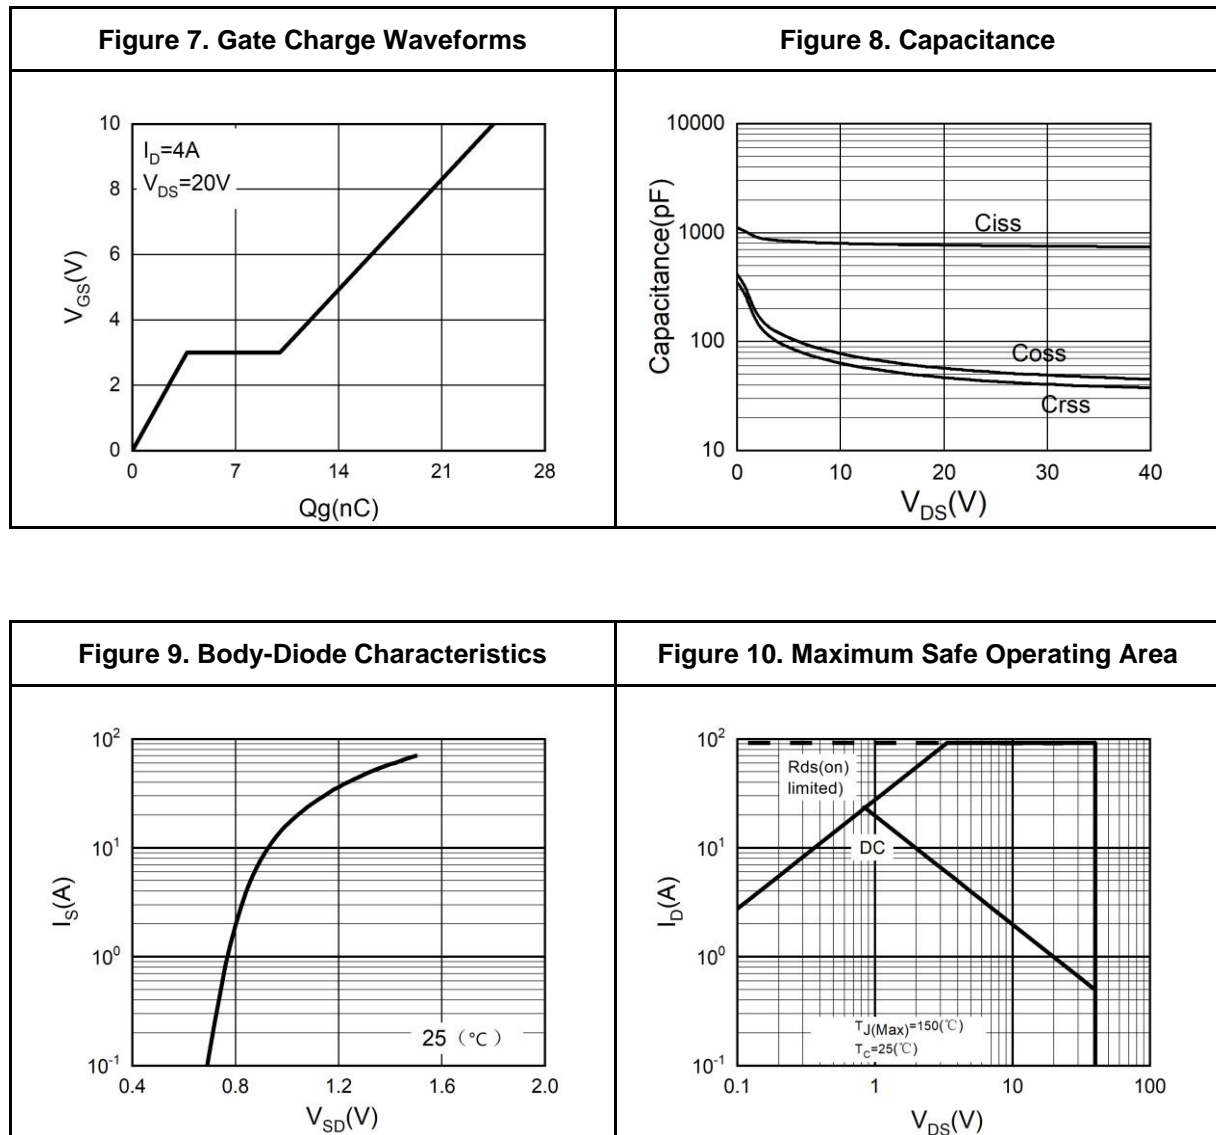 Figure 7. Gate Charge Waveforms
Figure 8. Capacitance
10
8
6
4
2
0
V_GS(V)
I_D=4A
V_DS=20V
0 7 14 21 28
Qg(nC)
10000
1000
100
10
Capacitance(pF)
Ciss
Coss
Crss
0 10 20 30 40
V_DS(V)
Figure 9. Body-Diode Characteristics
Figure 10. Maximum Safe Operating Area
10^2
10^1
10^0
10^-1
I_S(A)
25（℃）
0.4 0.8 1.2 1.6 2.0
V_SD(V)
10^2
10^1
10^0
10^-1
I_D(A)
Rds(on)
limited)
DC
T_J(Max)=150(℃)
T_C=25(℃)
0.1 1 10 100
V_DS(V)